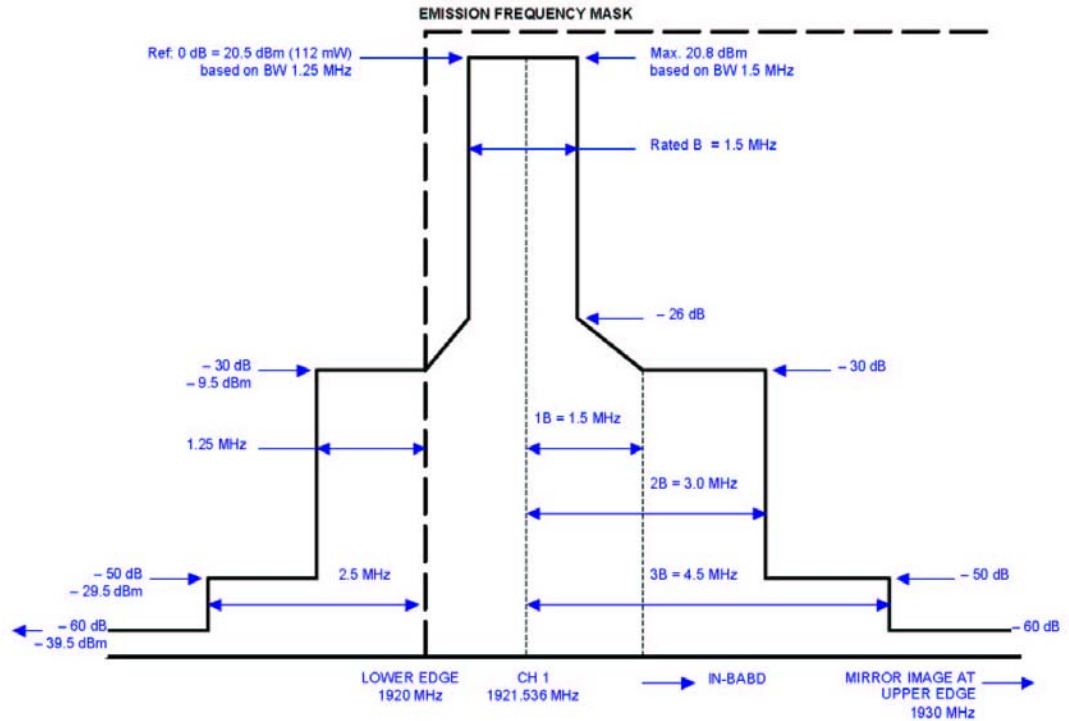 EMISSION FREQUENCY MASK
Ref: 0 dB = 20.5 dBm (112 mW)
based on BW 1.25 MHz
Max. 20.8 dBm
based on BW 1.5 MHz
Rated B = 1.5 MHz
– 26 dB
– 30 dB
– 9.5 dBm
– 30 dB
1B = 1.5 MHz
1.25 MHz
2B = 3.0 MHz
– 50 dB
– 29.5 dBm
2.5 MHz
3B = 4.5 MHz
– 50 dB
– 60 dB
– 39.5 dBm
– 60 dB
LOWER EDGE
1920 MHz
CH 1
1921.536 MHz
IN-BABD
MIRROR IMAGE AT
UPPER EDGE
1930 MHz